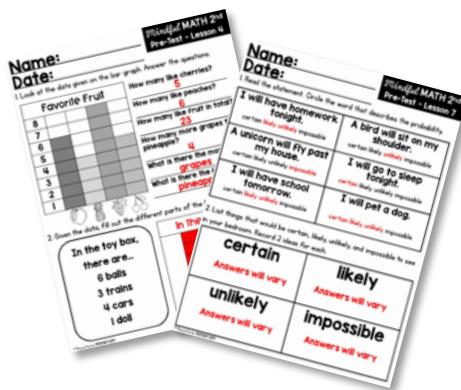 Name:
Date:
Mindful MATH 2nd
Pre-Test - Lesson 4
1. Look at the data given on the bar-graph. Answer the questions.
Favorite Fruit
8
7
6
5
4
3
2
1
How many like cherries?
5
How many like peaches?
6
How many like fruit in total?
23
How many more grapes
pineapple?
4
What is there the mos
grapes
What is there the l
pineapp
2. Given the data, fill out the different parts of the
In the toy box,
there are...
6 balls
3 trains
4 cars
1 doll
In th
Name:
Date:
Mindful MATH 2nd
Pre-Test - Lesson 7
1. Read the statement. Circle the word that describes the probability.
I will have homework
tonight.
certain likely unlikely impossible
A bird will sit on my
shoulder.
certain likely unlikely impossible
A unicorn will fly past
my house.
certain likely unlikely impossible
I will go to sleep
tonight.
certain likely unlikely impossible
I will have school
tomorrow.
certain likely unlikely impossible
I will pet a dog.
certain likely unlikely impossible
2. List things that would be certain, likely, unlikely, and impossible to see
in your bedroom. Record 2 ideas for each.
certain
Answers will vary
likely
Answers will vary
unlikely
Answers will vary
impossible
Answers will vary